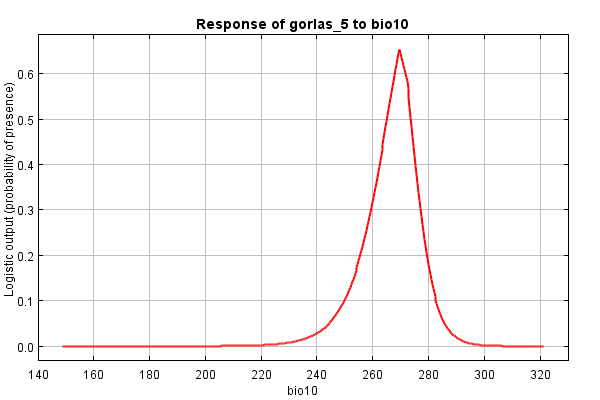 Response of gorlas_5 to bio10
Logistic output (probability of presence)
0.6
0.5
0.4
0.3
0.2
0.1
0.0
140 160 180 200 220 240 260 280 300 320
bio10